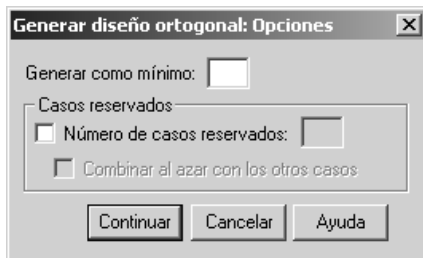 Generar diseño ortogonal: Opciones
Generar como mínimo:
Casos reservados
Número de casos reservados:
Combinar al azar con los otros casos
Continuar Cancelar Ayuda